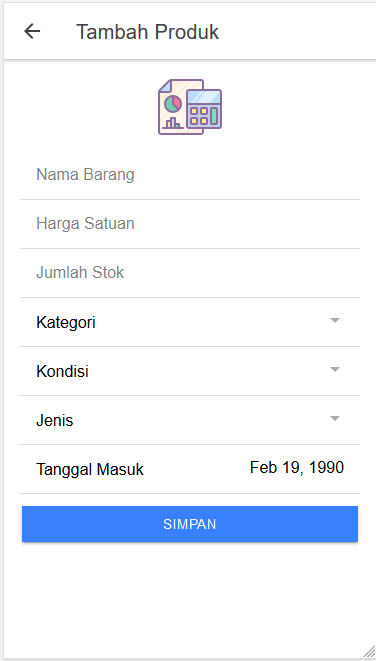 Tambah Produk
Nama Barang
Harga Satuan
Jumlah Stok
Kategori
Kondisi
Jenis
Tanggal Masuk Feb 19, 1990
SIMPAN